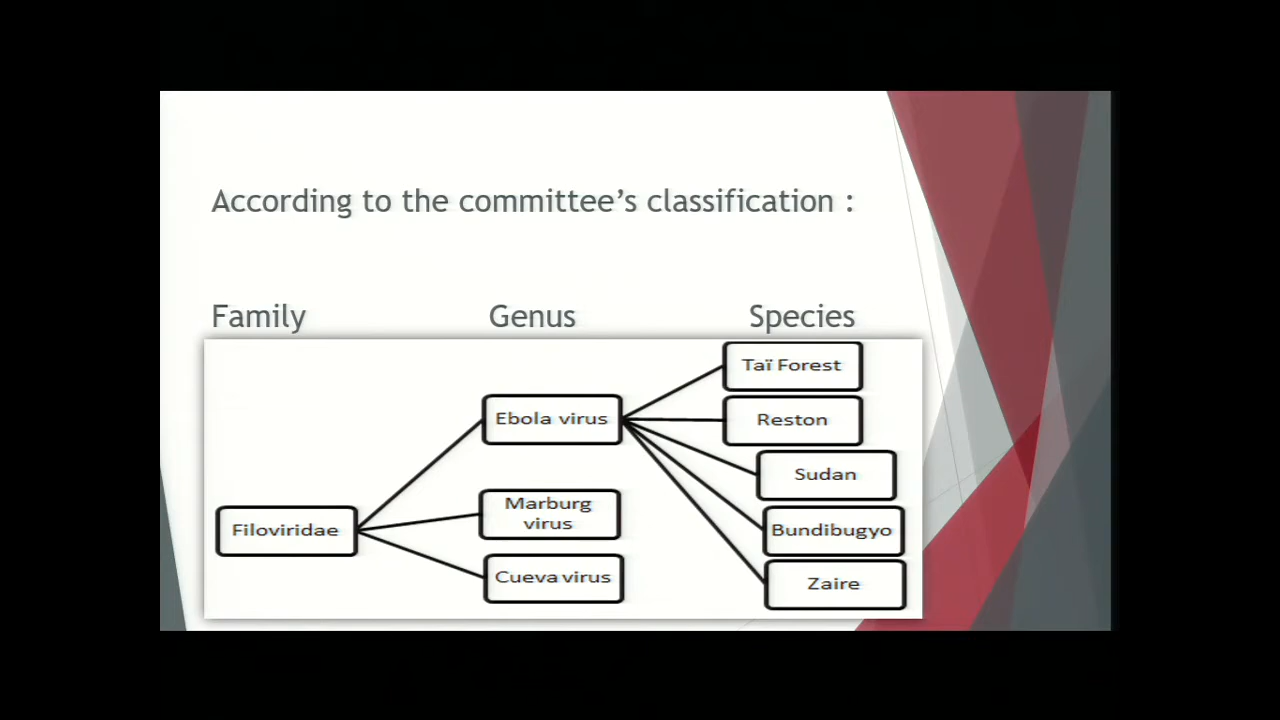 According to the committee’s classification :
Family Genus Species
Taï Forest
Ebola virus Reston
Sudan
Marburg
virus
Filoviridae Bundibugyo
Cueva virus Zaire